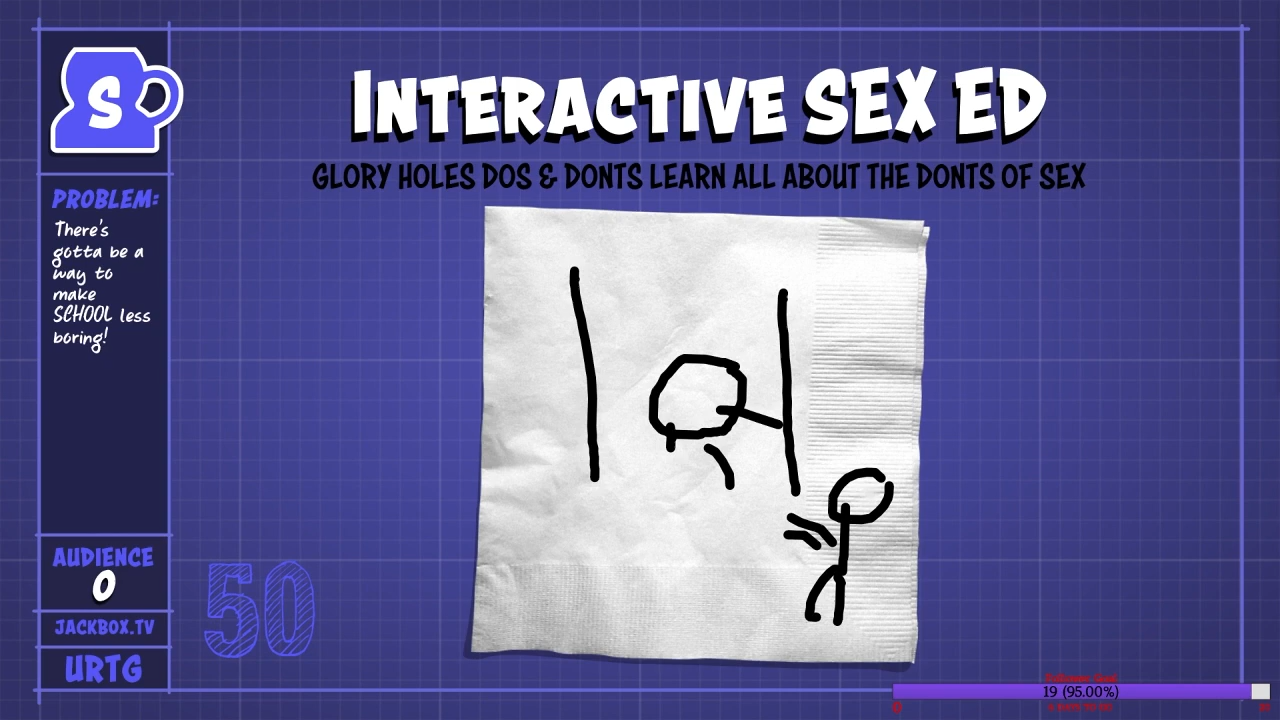 INTERACTIVE SEX ED
GLORY HOLES DOS & DONTS LEARN ALL ABOUT THE DONTS OF SEX
S
PROBLEM:
There's
gotta be a
way to
make
SCHOOL less
boring!
AUDIENCE
0
JACKBOX.TV
URTG
50
19 (95.00%)